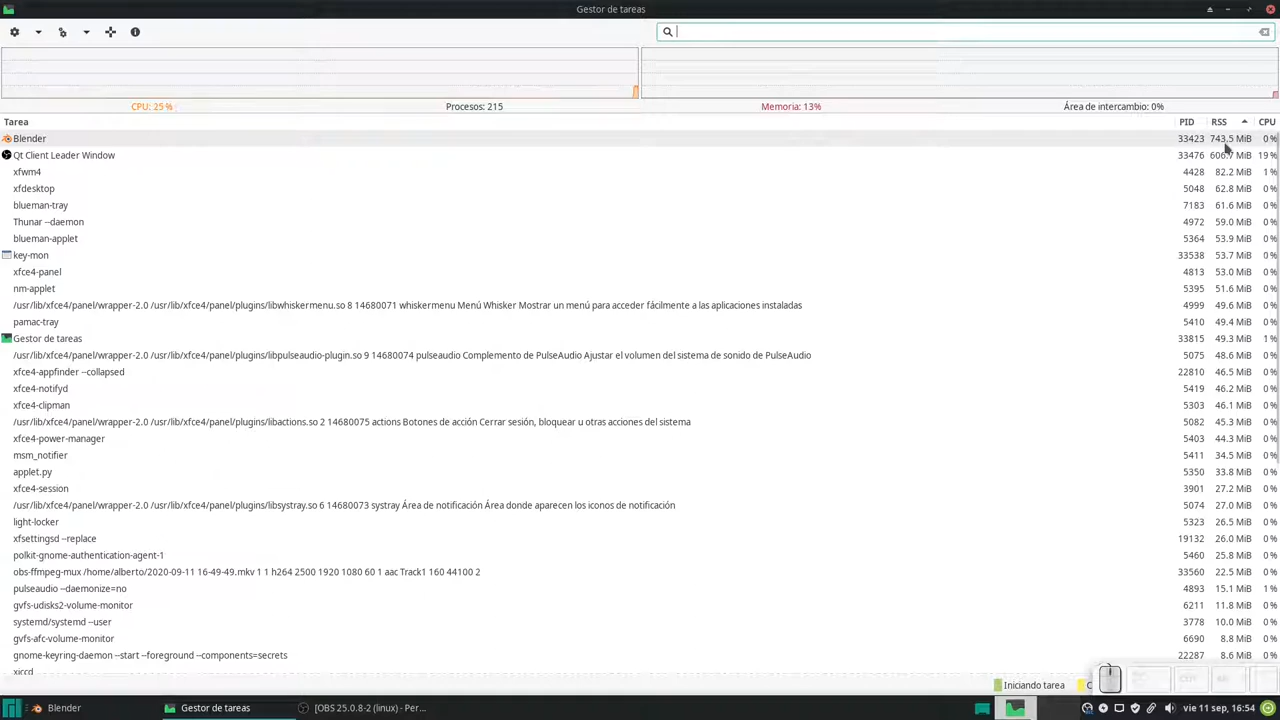 Gestor de tareas
CPU: 25 % Procesos: 215 Memoria: 13% Área de intercambio: 0%
Tarea PID RSS CPU
Blender 33423 743.5 MiB 0 %
Qt Client Leader Window 33476 606.7 MiB 19 %
xfwm4 4428 82.2 MiB 1 %
xfdesktop 5048 62.8 MiB 0 %
blueman-tray 7183 61.6 MiB 0 %
Thunar --daemon 4972 59.0 MiB 0 %
blueman-applet 5364 53.9 MiB 0 %
key-mon 33538 53.7 MiB 0 %
xfce4-panel 4813 53.0 MiB 0 %
nm-applet 5395 51.6 MiB 0 %
/usr/lib/xfce4/panel/wrapper-2.0 /usr/lib/xfce4/panel/plugins/libwhiskermenu.so 8 14680071 whiskermenu Menú Whisker Mostrar un menú para acceder fácilmente a las aplicaciones instaladas 4999 49.6 MiB 0 %
pamac-tray 5410 49.4 MiB 0 %
Gestor de tareas 33815 49.3 MiB 1 %
/usr/lib/xfce4/panel/wrapper-2.0 /usr/lib/xfce4/panel/plugins/libpulseaudio-plugin.so 9 14680074 pulseaudio Complemento de PulseAudio Ajustar el volumen del sistema de sonido de PulseAudio 5075 48.6 MiB 0 %
xfce4-appfinder --collapsed 22810 46.5 MiB 0 %
xfce4-notifyd 5419 46.2 MiB 0 %
xfce4-clipman 5303 46.1 MiB 0 %
/usr/lib/xfce4/panel/wrapper-2.0 /usr/lib/xfce4/panel/plugins/libactions.so 2 14680075 actions Botones de acción Cerrar sesión, bloquear u otras acciones del sistema 5082 45.3 MiB 0 %
xfce4-power-manager 5403 44.3 MiB 0 %
msm_notifier 5411 34.5 MiB 0 %
applet.py 5350 33.8 MiB 0 %
xfce4-session 3901 27.2 MiB 0 %
/usr/lib/xfce4/panel/wrapper-2.0 /usr/lib/xfce4/panel/plugins/libsystray.so 6 14680073 systray Área de notificación Área donde aparecen los iconos de notificación 5074 27.0 MiB 0 %
light-locker 5323 26.5 MiB 0 %
xfsettingsd --replace 19132 26.0 MiB 0 %
polkit-gnome-authentication-agent-1 5460 25.8 MiB 0 %
obs-ffmpeg-mux /home/alberto/2020-09-11 16-49-49.mkv 1 1 h264 2500 1920 1080 60 1 aac Track1 160 44100 2 33560 22.5 MiB 0 %
pulseaudio --daemonize=no 4893 15.1 MiB 1 %
gvfs-udisks2-volume-monitor 6211 11.8 MiB 0 %
systemd/systemd --user 3778 10.0 MiB 0 %
gvfs-afc-volume-monitor 6690 8.8 MiB 0 %
gnome-keyring-daemon --start --foreground --components=secrets 22287 8.6 MiB 0 %
xiccd
Iniciando tarea C
Blender Gestor de tareas [OBS 25.0.8-2 (linux) - Per... vie 11 sep, 16:54